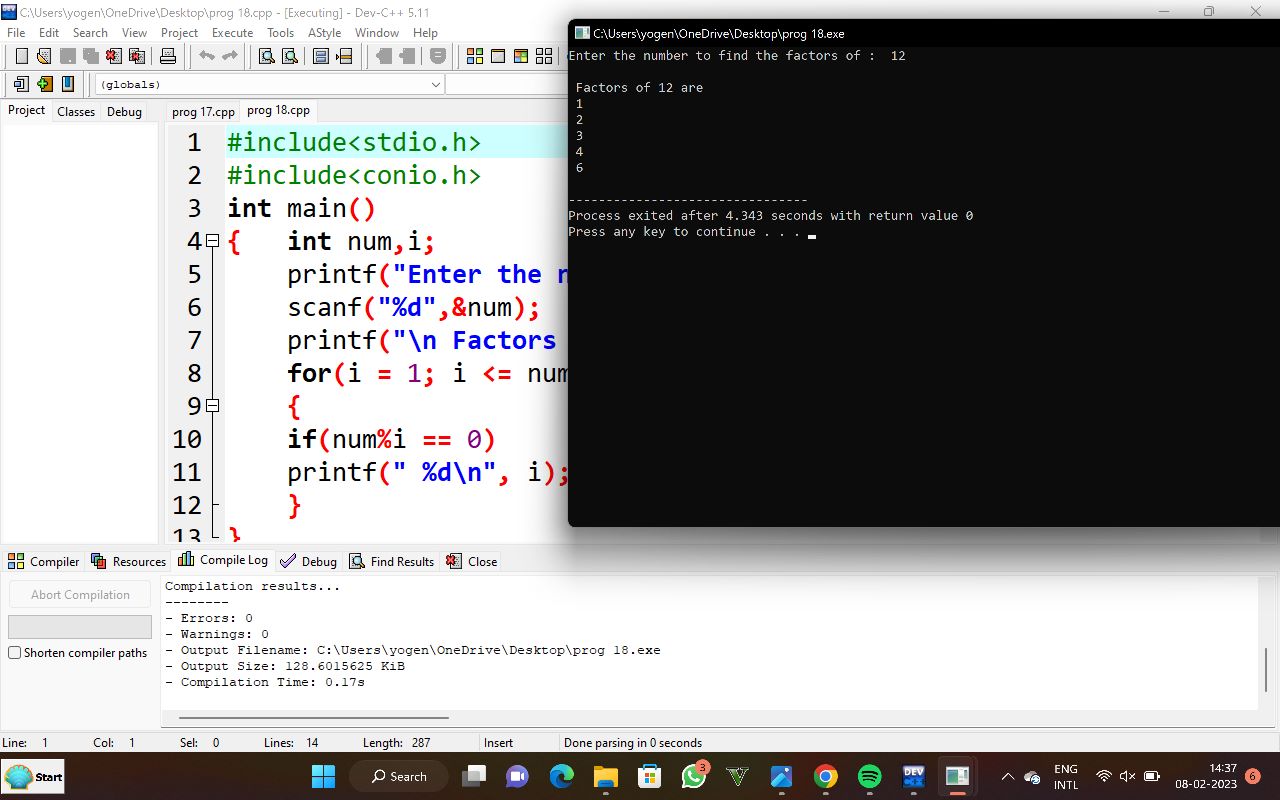 C:\Users\yogen\OneDrive\Desktop\prog 18.cpp - [Executing] - Dev-C++ 5.11
File Edit Search View Project Execute Tools AStyle Window Help
(globals)
Project Classes Debug
prog 17.cpp prog 18.cpp
1 #include<stdio.h>
2 #include<conio.h>
3 int main()
4 { int num,i;
5 printf("Enter the n
6 scanf("%d",&num);
7 printf("\n Factors
8 for(i = 1; i <= num
9 {
10 if(num%i == 0)
11 printf(" %d\n", i);
12 }
13 }
C:\Users\yogen\OneDrive\Desktop\prog 18.exe
Enter the number to find the factors of :  12
Factors of 12 are
1
2
3
4
6
--------------------------------
Process exited after 4.343 seconds with return value 0
Press any key to continue . . .
Compiler Resources Compile Log Debug Find Results Close
Abort Compilation
Shorten compiler paths
Compilation results...
--------
- Errors: 0
- Warnings: 0
- Output Filename: C:\Users\yogen\OneDrive\Desktop\prog 18.exe
- Output Size: 128.6015625 KiB
- Compilation Time: 0.17s
Line: 1 Col: 1 Sel: 0 Lines: 14 Length: 287 Insert Done parsing in 0 seconds
Start
Search
3
DEV
ENG
INTL
14:37
08-02-2023
6